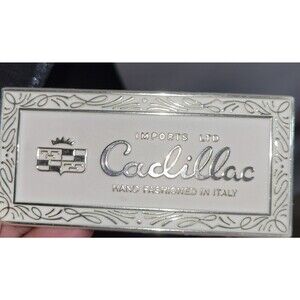 IMPORTS LTD
Cadillac
HAND FASHIONED IN ITALY